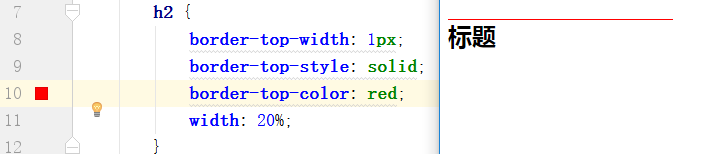 7 h2 {
8 border-top-width: 1px;
9 border-top-style: solid;
10 border-top-color: red;
11 width: 20%;
12 }
标题